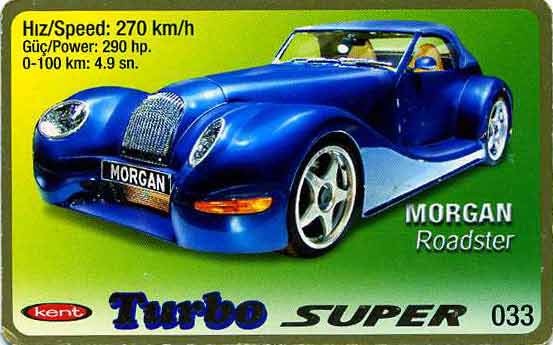 Hız/Speed: 270 km/h
Güç/Power: 290 hp.
0-100 km: 4.9 sn.
MORGAN
MORGAN
Roadster
kent Turbo SUPER 033